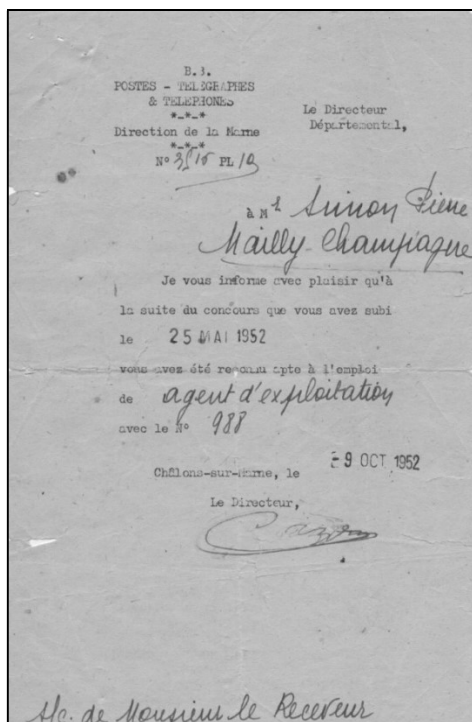 B.3.
POSTES - TELEGRAPHES
& TELEPHONES
*-*-*
Direction de la Marne
*-*-*
N° PL 10
Le Directeur
Départemental,
à Mr Simon Pierre
Mailly-Champagne
Je vous informe avec plaisir qu'à
la suite du concours que vous avez subi
le 25 MAI 1952
vous avez été reconnu apte à l'emploi
de agent d'exploitation
avec le N° 988
Châlons-sur-Marne, le -9 OCT 1952
Le Directeur,
s/c. de Monsieur le Receveur